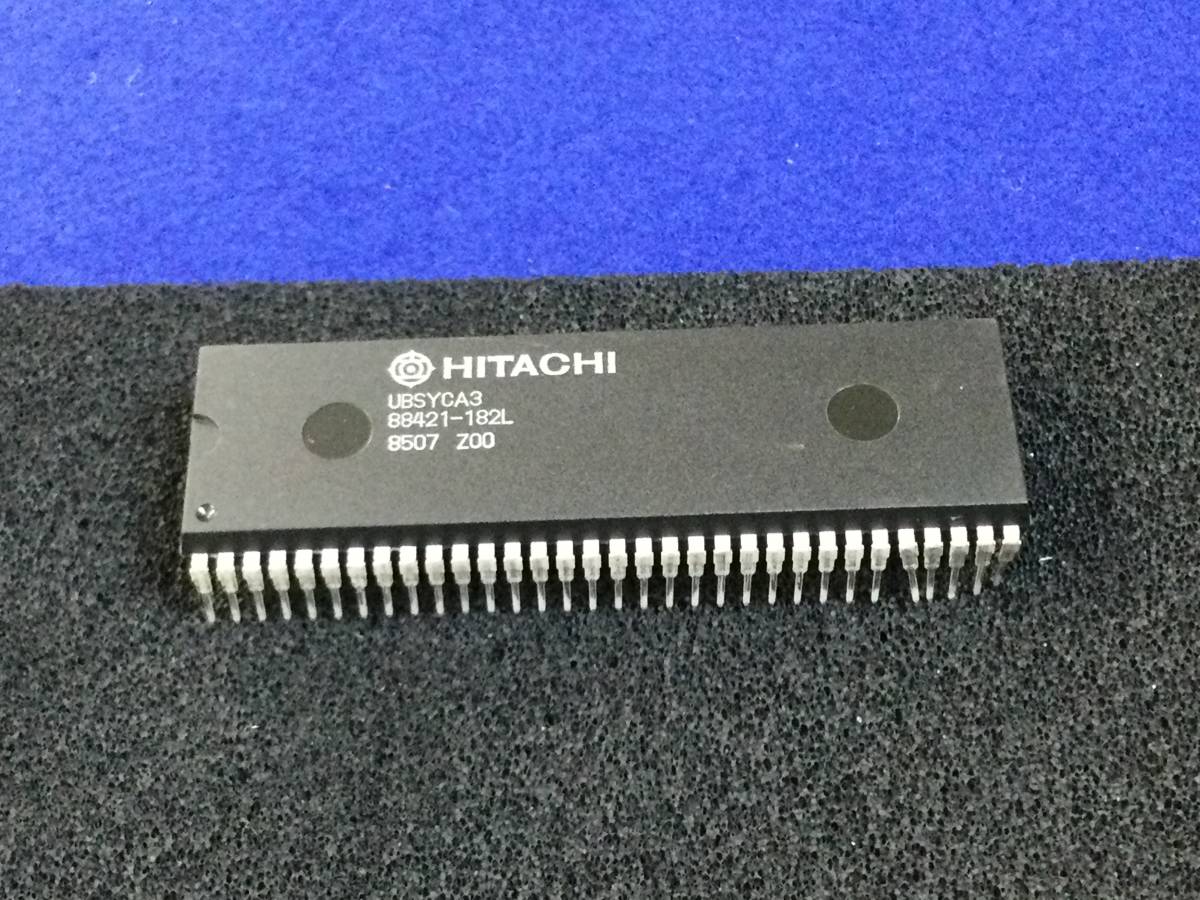 HITACHI
UBSYCA3
88421-182L
8507 Z00